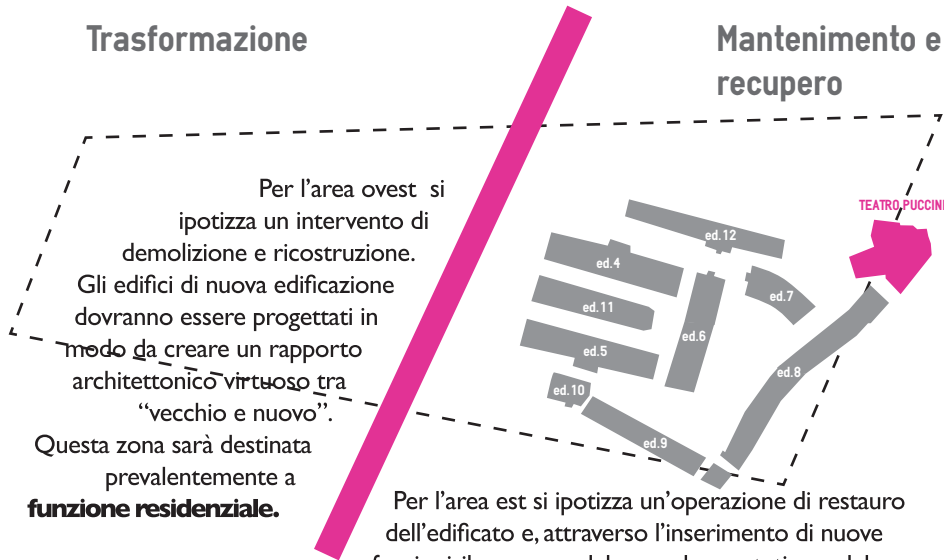 Trasformazione
Mantenimento e
recupero
Per l’area ovest si
ipotizza un intervento di
demolizione e ricostruzione.
Gli edifici di nuova edificazione
dovranno essere progettati in
modo da creare un rapporto
architettonico virtuoso tra
“vecchio e nuovo”.
Questa zona sarà destinata
prevalentemente a
funzione residenziale.
TEATRO PUCCINI
ed.12
ed.4
ed.7
ed.11
ed.6
ed.5
ed.8
ed.10
ed.9
Per l’area est si ipotizza un’operazione di restauro
dell’edificato e, attraverso l’inserimento di nuove